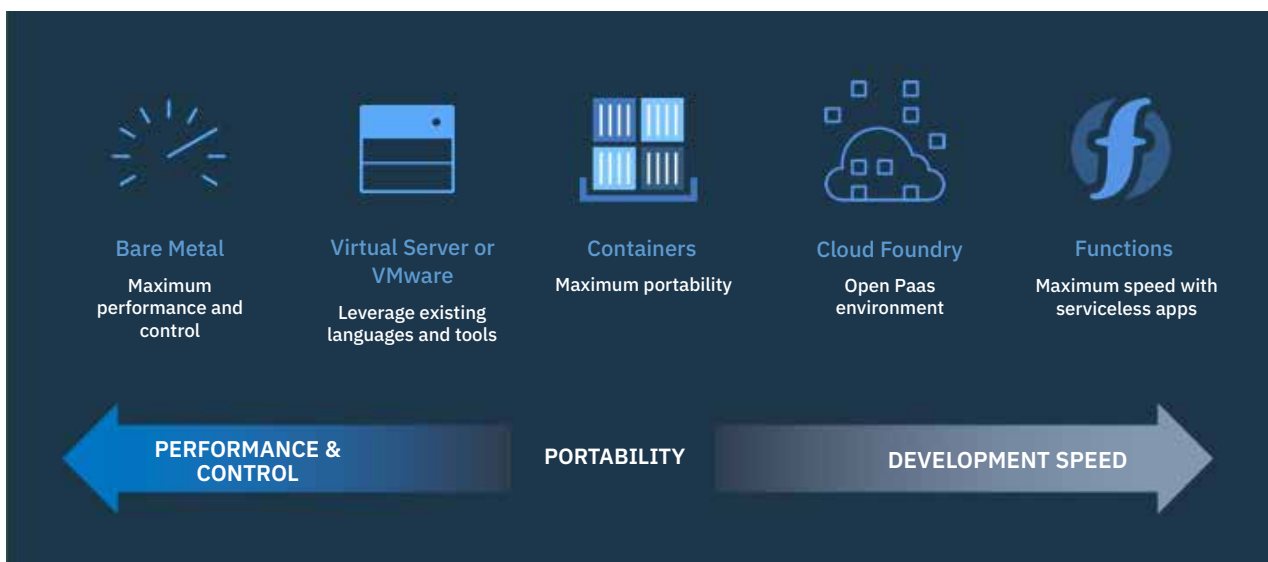 Bare Metal
Maximum
performance and
control
Virtual Server or
VMware
Leverage existing
languages and tools
Containers
Maximum portability
Cloud Foundry
Open Paas
environment
Functions
Maximum speed with
serviceless apps
PERFORMANCE &
CONTROL
PORTABILITY
DEVELOPMENT SPEED